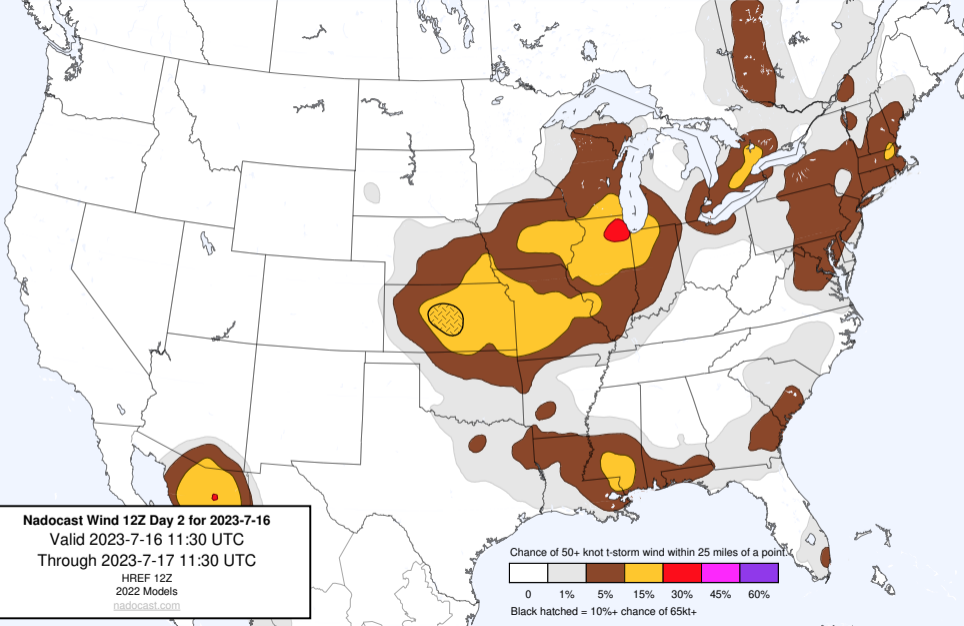 Nadocast Wind 12Z Day 2 for 2023-7-16
Valid 2023-7-16 11:30 UTC
Through 2023-7-17 11:30 UTC
HREF 12Z
2022 Models
nadocast.com
Chance of 50+ knot t-storm wind within 25 miles of a point.
0 1% 5% 15% 30% 45% 60%
Black hatched = 10%+ chance of 65kt+